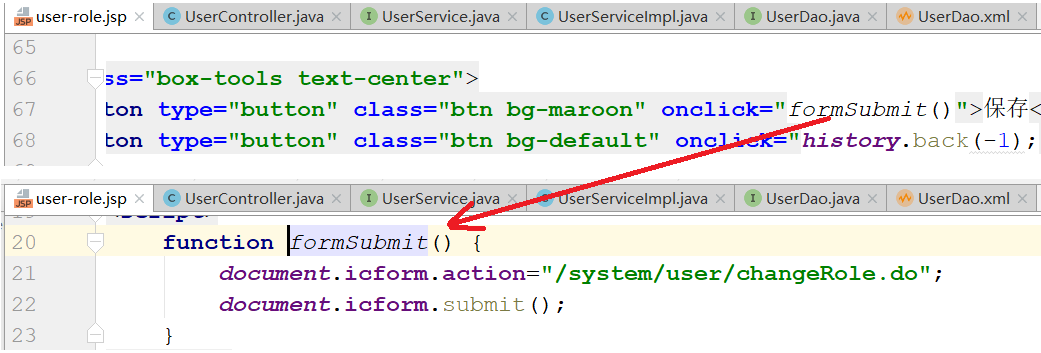 user-role.jsp UserController.java UserService.java UserServiceImpl.java UserDao.java UserDao.xml
65
66 ss="box-tools text-center">
67 ton type="button" class="btn bg-maroon" onclick="formSubmit()">保存<
68 ton type="button" class="btn bg-default" onclick="history.back(-1);
user-role.jsp UserController.java UserService.java UserServiceImpl.java UserDao.java UserDao.xml
20 function formSubmit() {
21 document.icform.action="/system/user/changeRole.do";
22 document.icform.submit();
23 }